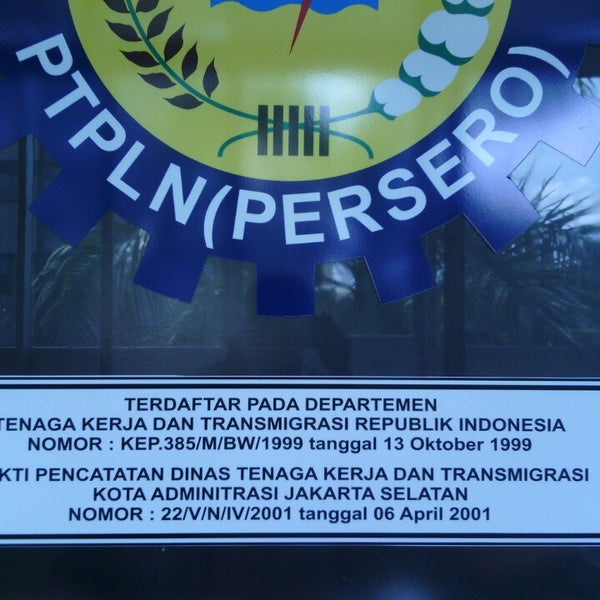 PT PLN (PERSERO)
TERDAFTAR PADA DEPARTEMEN
TENAGA KERJA DAN TRANSMIGRASI REPUBLIK INDONESIA
NOMOR : KEP.385/M/BW/1999 tanggal 13 Oktober 1999
KTI PENCATATAN DINAS TENAGA KERJA DAN TRANSMIGRASI
KOTA ADMINITRASI JAKARTA SELATAN
NOMOR : 22/V/N/IV/2001 tanggal 06 April 2001